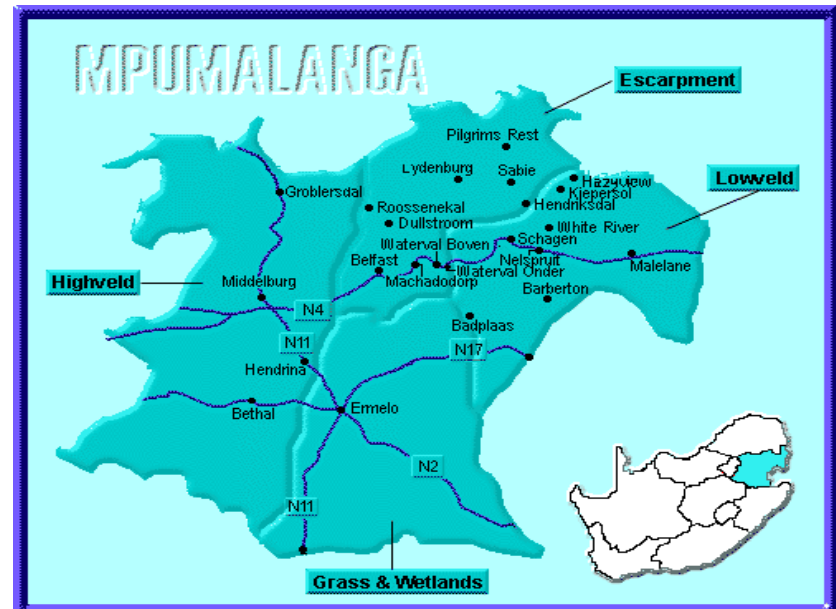 MPUMALANGA
Escarpment
Pilgrims Rest
Lydenburg
Sabie
Hazyview
Kiepersol
Lowveld
Groblersdal
Hendriksdal
Roossenekal
Dullstroom
White River
Schagen
Waterval Boven
Nelspruit
Malelane
Belfast
Waterval Onder
Machadodorp
Highveld
Middelburg
Barberton
N4
Badplaas
N11
N17
Hendrina
Bethal
Ermelo
N2
N11
Grass & Wetlands